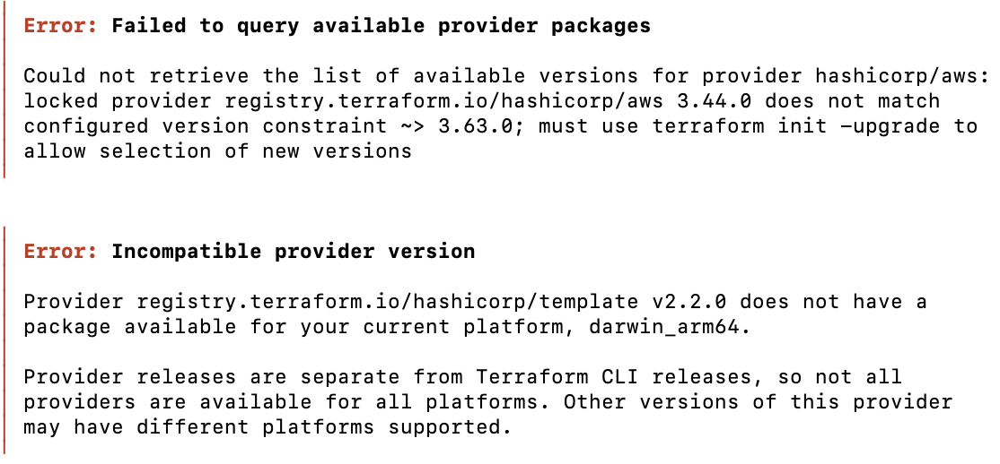 Error: Failed to query available provider packages
Could not retrieve the list of available versions for provider hashicorp/aws:
locked provider registry.terraform.io/hashicorp/aws 3.44.0 does not match
configured version constraint ~> 3.63.0; must use terraform init -upgrade to
allow selection of new versions
Error: Incompatible provider version
Provider registry.terraform.io/hashicorp/template v2.2.0 does not have a
package available for your current platform, darwin_arm64.
Provider releases are separate from Terraform CLI releases, so not all
providers are available for all platforms. Other versions of this provider
may have different platforms supported.